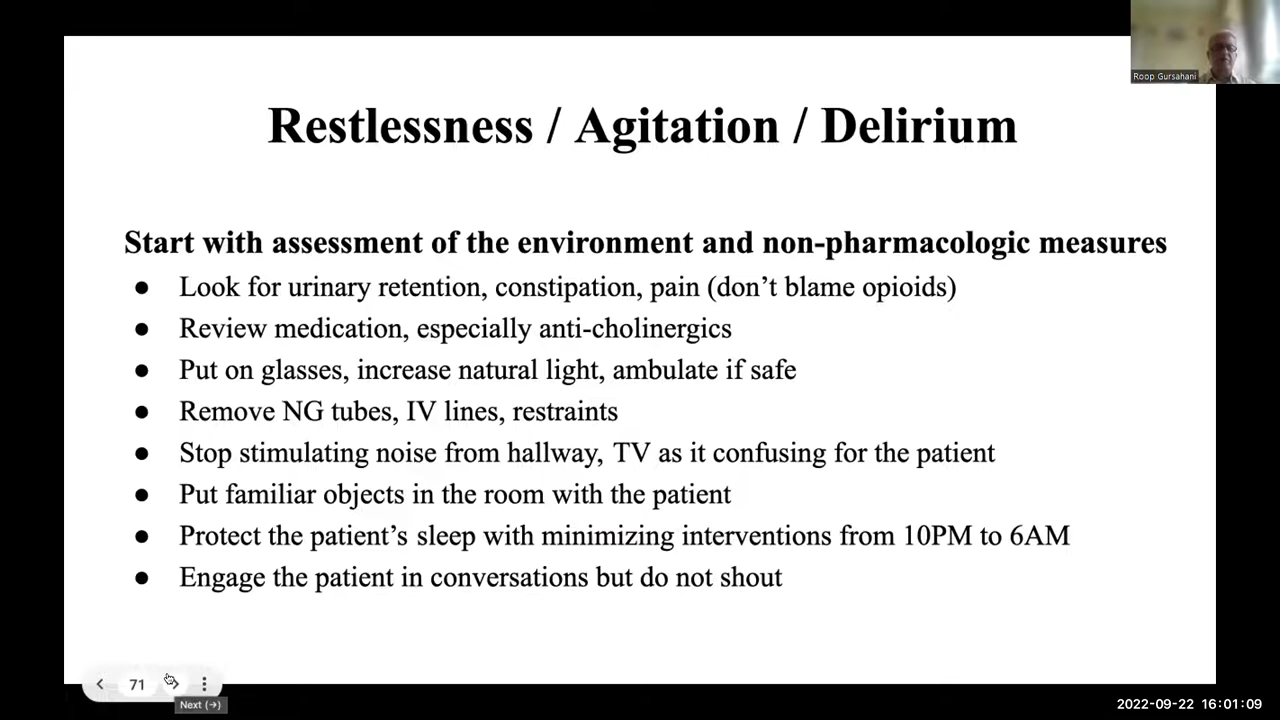 Roop Gursahani
Restlessness / Agitation / Delirium
Start with assessment of the environment and non-pharmacologic measures
● Look for urinary retention, constipation, pain (don’t blame opioids)
● Review medication, especially anti-cholinergics
● Put on glasses, increase natural light, ambulate if safe
● Remove NG tubes, IV lines, restraints
● Stop stimulating noise from hallway, TV as it confusing for the patient
● Put familiar objects in the room with the patient
● Protect the patient’s sleep with minimizing interventions from 10PM to 6AM
● Engage the patient in conversations but do not shout
71
Next (→)
2022-09-22 16:01:09